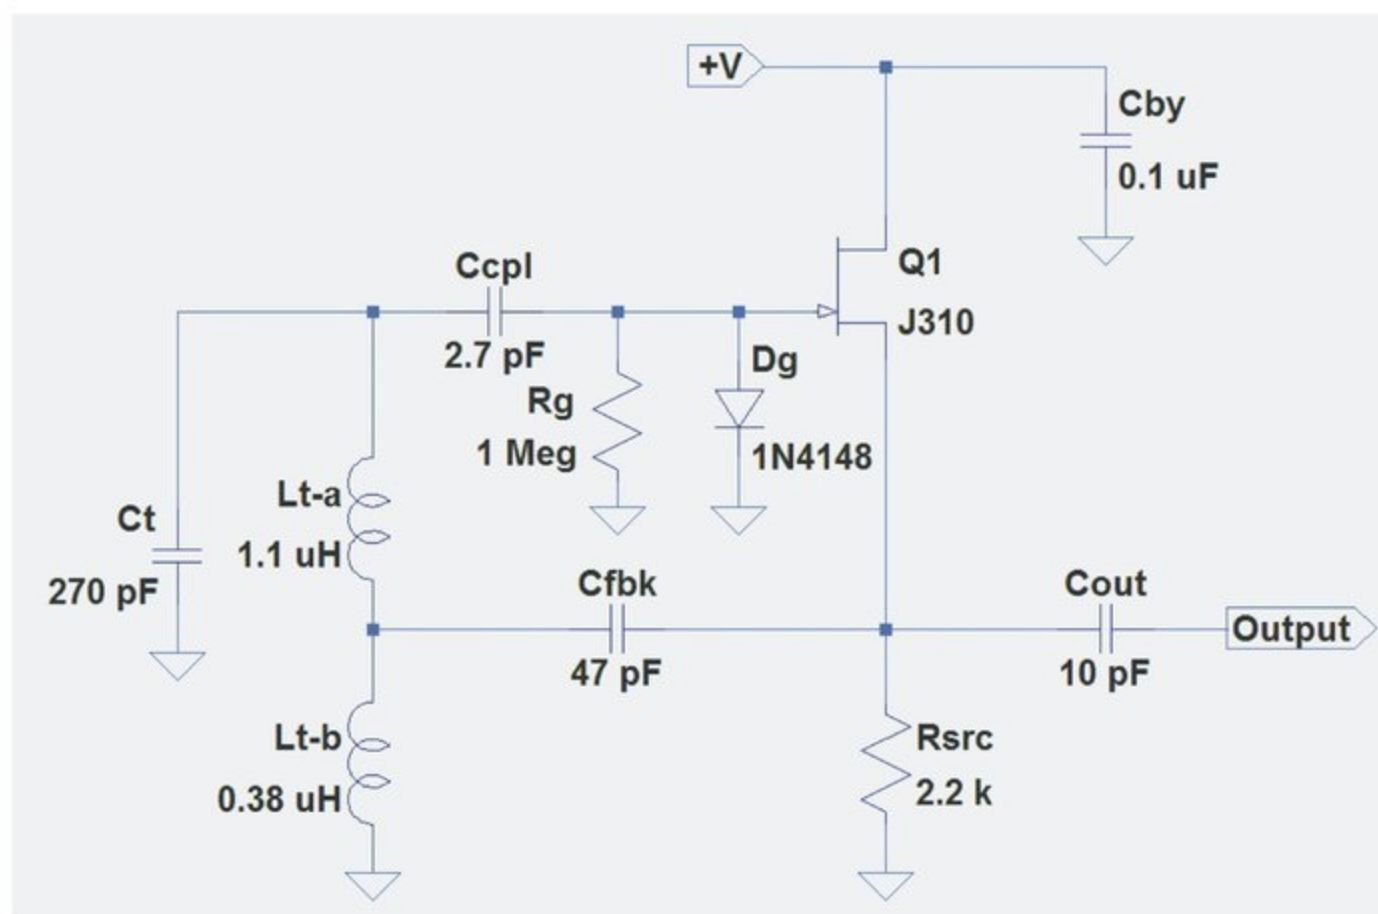 +V
Cby
0.1 uF
Ccpl
2.7 pF
Q1
J310
Dg
1N4148
Rg
1 Meg
Lt-a
1.1 uH
Ct
270 pF
Cfbk
47 pF
Cout
10 pF
Output
Lt-b
0.38 uH
Rsrc
2.2 k